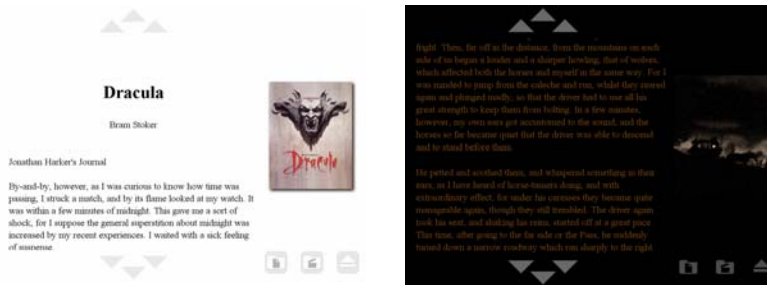 Dracula
Bram Stoker
Dracula
Jonathan Harker's Journal
By-and-by, however, as I was curious to know how time was
passing, I struck a match, and by its flame looked at my watch. It
was within a few minutes of midnight. This gave me a sort of
shock, for I suppose the general superstition about midnight was
increased by my recent experiences. I waited with a sick feeling
of suspense.
fright. Then, far off in the distance, from the mountains on each
side of us began a louder and a sharper howling, that of wolves,
which affected both the horses and myself in the same way. For I
was minded to jump from the caleche and run, whilst they reared
again and plunged madly, so that the driver had to use all his
great strength to keep them from bolting. In a few minutes,
however, my own ears got accustomed to the sound, and the
horses so far became quiet that the driver was able to descend
and to stand before them.
He petted and soothed them, and whispered something in their
ears, as I have heard of horse-tamers doing, and with
extraordinary effect, for under his caresses they became quite
manageable again, though they still trembled. The driver again
took his seat, and shaking his reins, started off at a great pace.
This time, after going to the far side of the Pass, he suddenly
turned down a narrow roadway which ran sharply to the right.